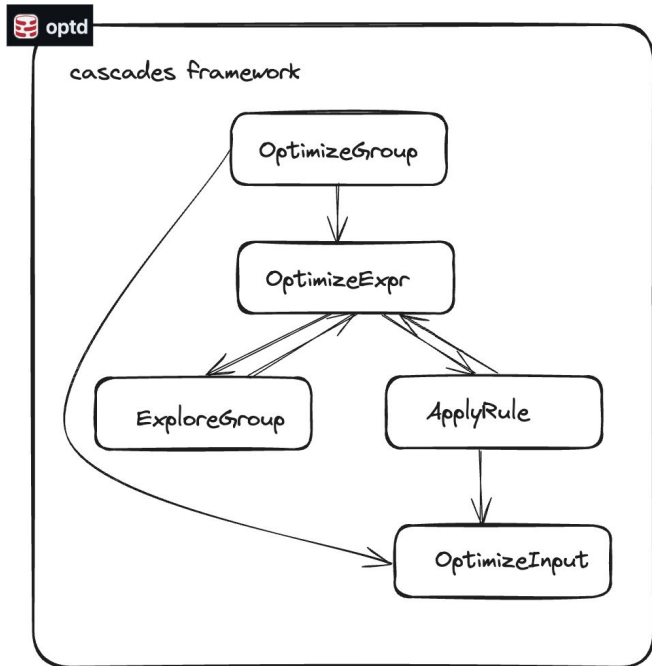 optd
cascades framework
OptimizeGroup
OptimizeExpr
ExploreGroup
ApplyRule
OptimizeInput